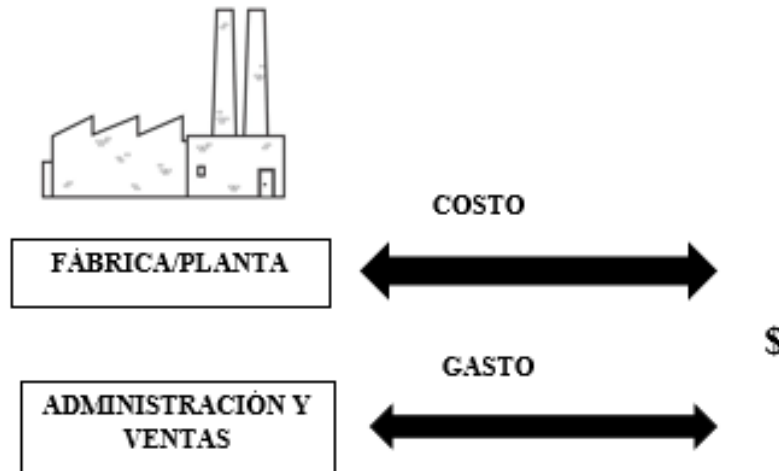 COSTO
FÁBRICA/PLANTA
$
GASTO
ADMINISTRACIÓN Y
VENTAS